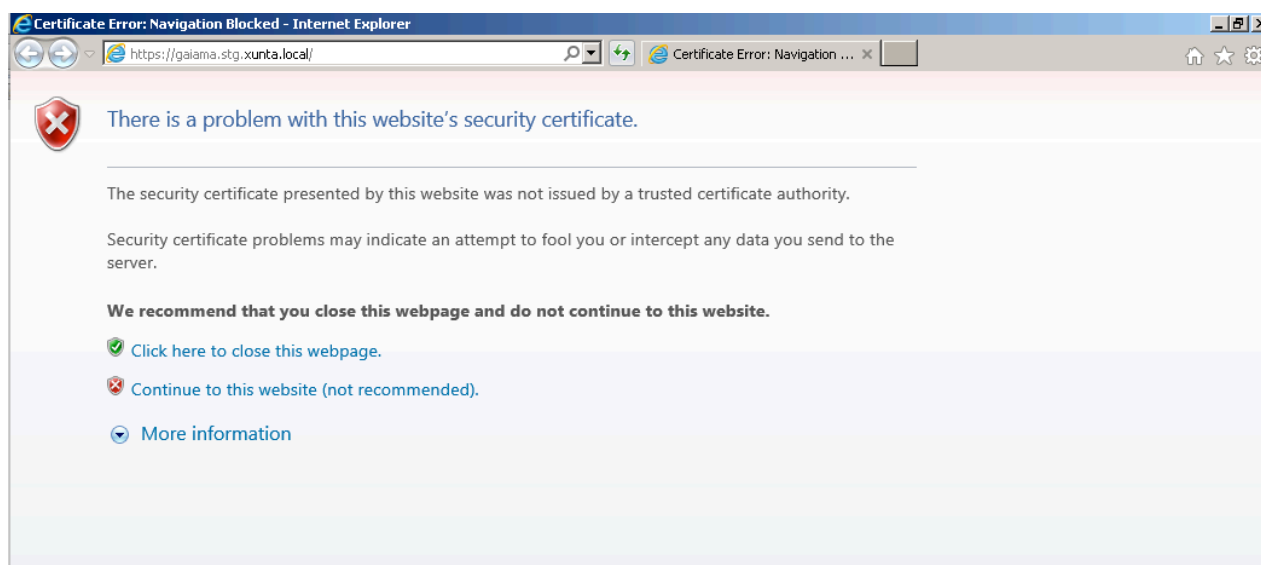 Certificate Error: Navigation Blocked - Internet Explorer
https://gaiama.stg.xunta.local/
Certificate Error: Navigation ...
There is a problem with this website's security certificate.
The security certificate presented by this website was not issued by a trusted certificate authority.
Security certificate problems may indicate an attempt to fool you or intercept any data you send to the
server.
We recommend that you close this webpage and do not continue to this website.
Click here to close this webpage.
Continue to this website (not recommended).
More information